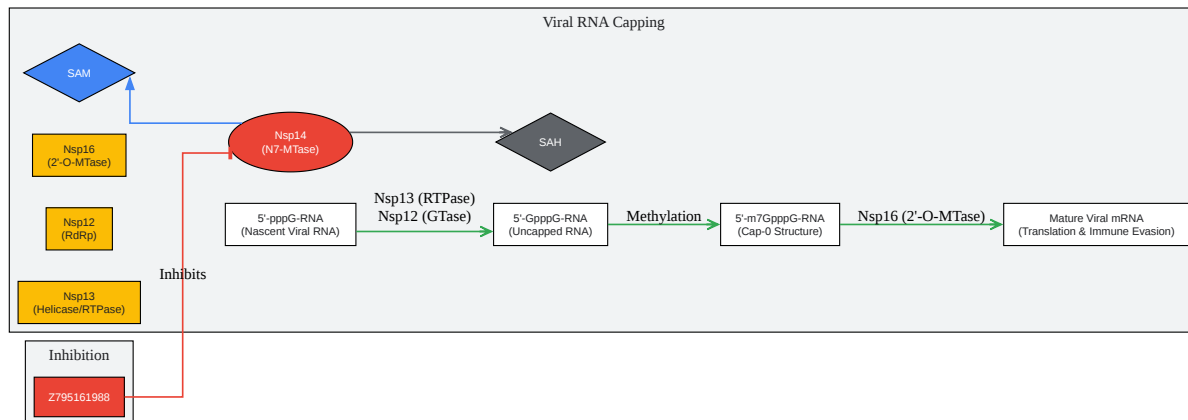 Viral RNA Capping
SAM
Nsp14
(N7-MTase)
SAH
Nsp16
(2'-O-MTase)
Nsp12
(RdRp)
Nsp13
(Helicase/RTPase)
5'-pppG-RNA
(Nascent Viral RNA)
Nsp13 (RTPase)
Nsp12 (GTase)
5'-GpppG-RNA
(Uncapped RNA)
Methylation
5'-m7GpppG-RNA
(Cap-0 Structure)
Nsp16 (2'-O-MTase)
Mature Viral mRNA
(Translation & Immune Evasion)
Inhibits
Inhibition
Z795161988